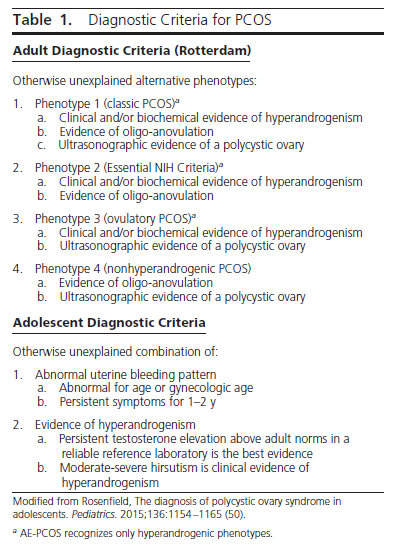 Table 1. Diagnostic Criteria for PCOS
Adult Diagnostic Criteria (Rotterdam)
Otherwise unexplained alternative phenotypes:
1. Phenotype 1 (classic PCOS)a
a. Clinical and/or biochemical evidence of hyperandrogenism
b. Evidence of oligo-anovulation
c. Ultrasonographic evidence of a polycystic ovary
2. Phenotype 2 (Essential NIH Criteria)a
a. Clinical and/or biochemical evidence of hyperandrogenism
b. Evidence of oligo-anovulation
3. Phenotype 3 (ovulatory PCOS)a
a. Clinical and/or biochemical evidence of hyperandrogenism
b. Ultrasonographic evidence of a polycystic ovary
4. Phenotype 4 (nonhyperandrogenic PCOS)
a. Evidence of oligo-anovulation
b. Ultrasonographic evidence of a polycystic ovary
Adolescent Diagnostic Criteria
Otherwise unexplained combination of:
1. Abnormal uterine bleeding pattern
a. Abnormal for age or gynecologic age
b. Persistent symptoms for 1–2 y
2. Evidence of hyperandrogenism
a. Persistent testosterone elevation above adult norms in a
reliable reference laboratory is the best evidence
b. Moderate-severe hirsutism is clinical evidence of
hyperandrogenism
Modified from Rosenfield, The diagnosis of polycystic ovary syndrome in
adolescents. Pediatrics. 2015;136:1154–1165 (50).
a AE-PCOS recognizes only hyperandrogenic phenotypes.